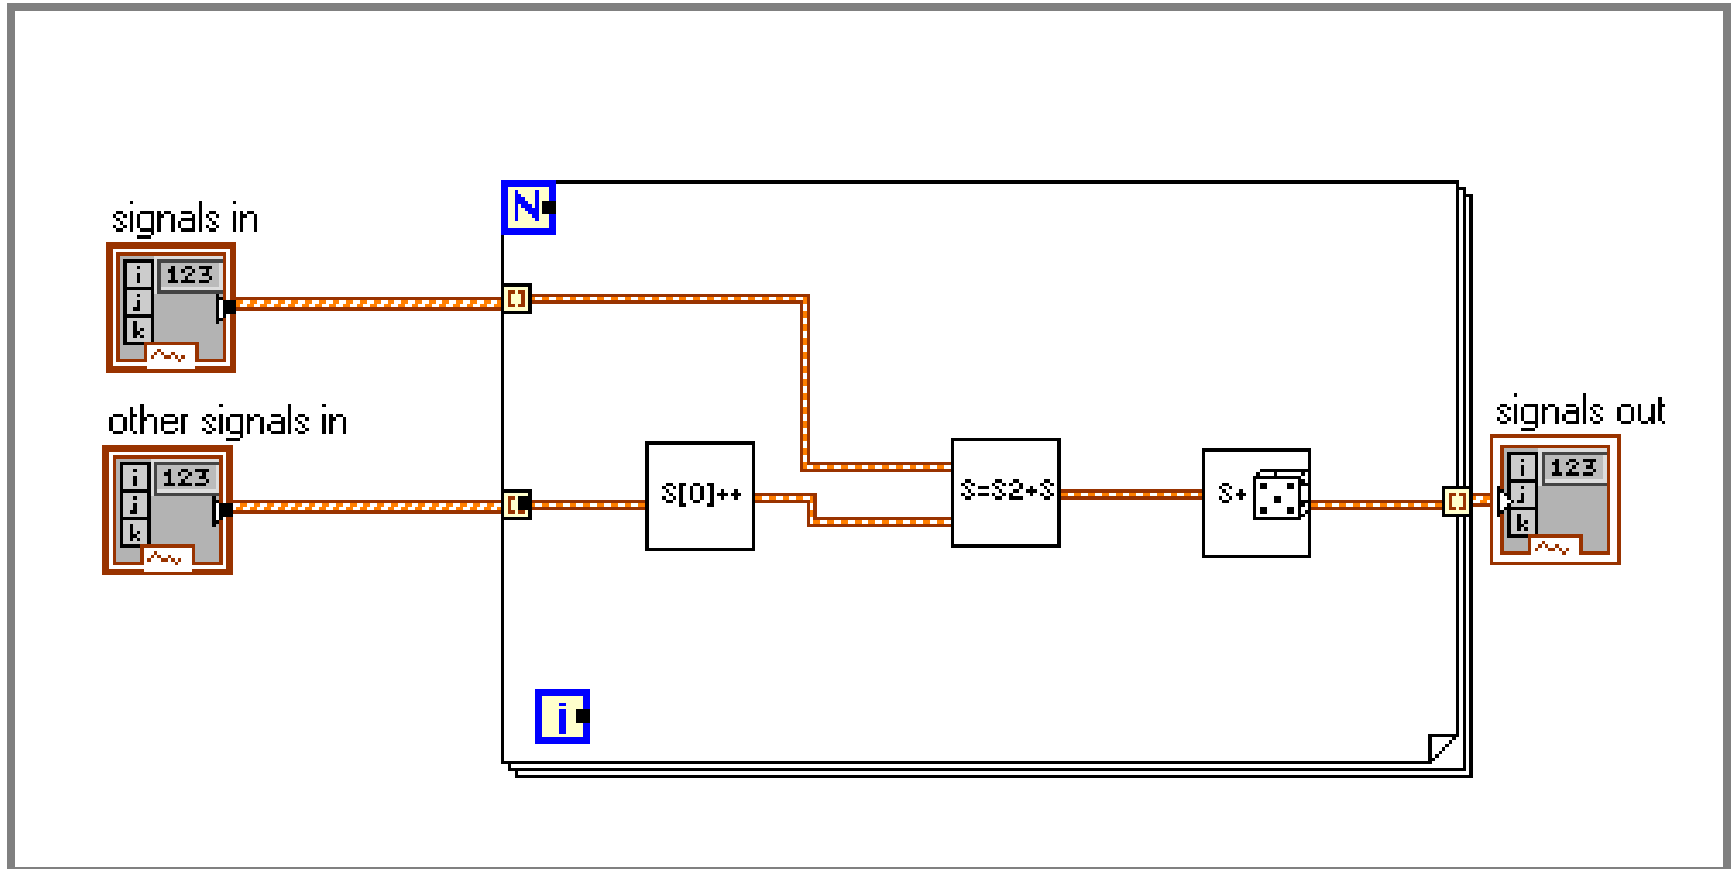 signals in
i
123
j
k
other signals in
i
123
j
k
N
[]
[]
S[0]++
S=S2+S
S+
i
[]
signals out
i
123
j
k